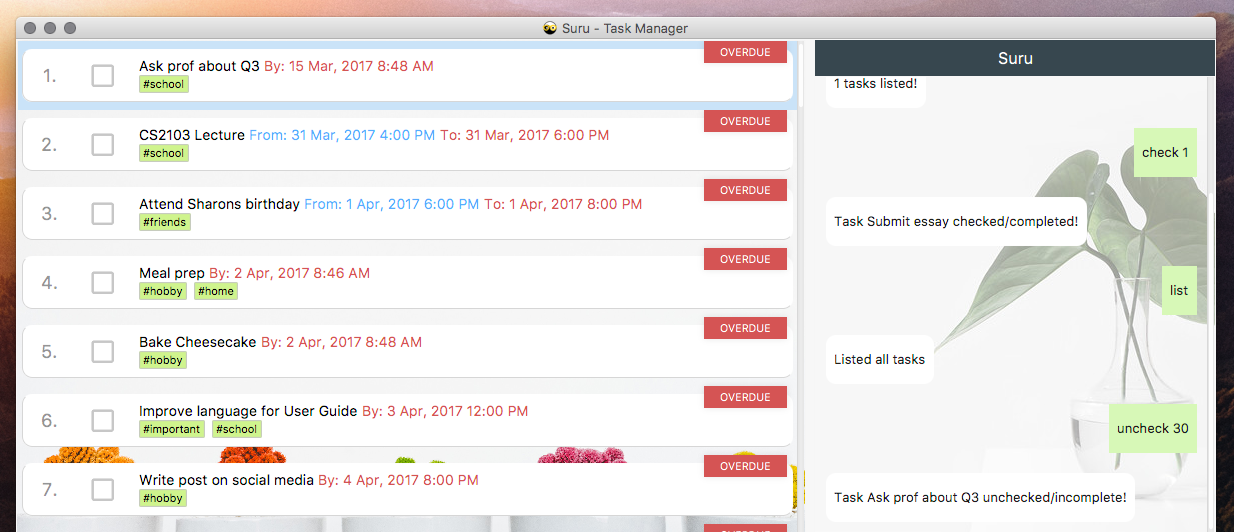 Suru - Task Manager
OVERDUE
1. Ask prof about Q3 By: 15 Mar, 2017 8:48 AM
#school
OVERDUE
2. CS2103 Lecture From: 31 Mar, 2017 4:00 PM To: 31 Mar, 2017 6:00 PM
#school
OVERDUE
3. Attend Sharons birthday From: 1 Apr, 2017 6:00 PM To: 1 Apr, 2017 8:00 PM
#friends
OVERDUE
4. Meal prep By: 2 Apr, 2017 8:46 AM
#hobby #home
OVERDUE
5. Bake Cheesecake By: 2 Apr, 2017 8:48 AM
#hobby
OVERDUE
6. Improve language for User Guide By: 3 Apr, 2017 12:00 PM
#important #school
OVERDUE
7. Write post on social media By: 4 Apr, 2017 8:00 PM
#hobby
OVERDUE
Suru
1 tasks listed!
check 1
Task Submit essay checked/completed!
list
Listed all tasks
uncheck 30
Task Ask prof about Q3 unchecked/incomplete!